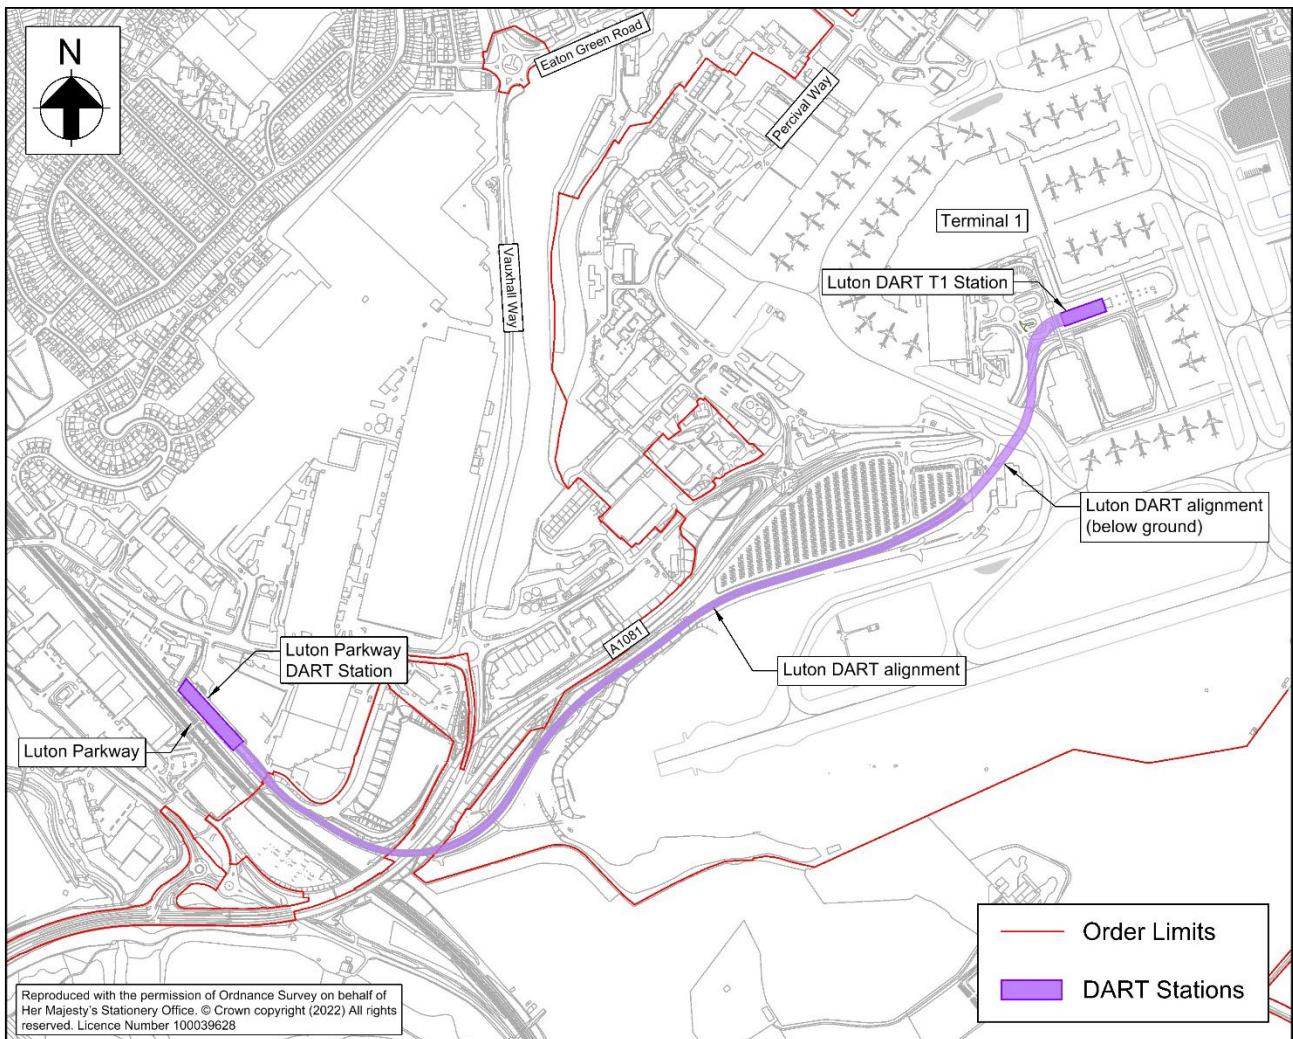 N
Eaton Green Road
Percival Way
Vauxhall Way
Terminal 1
Luton DART T1 Station
Luton DART alignment
(below ground)
A1081
Luton Parkway
DART Station
Luton DART alignment
Luton Parkway
Order Limits
DART Stations
Reproduced with the permission of Ordnance Survey on behalf of
Her Majesty's Stationery Office. © Crown copyright (2022) All rights
reserved. Licence Number 100039628